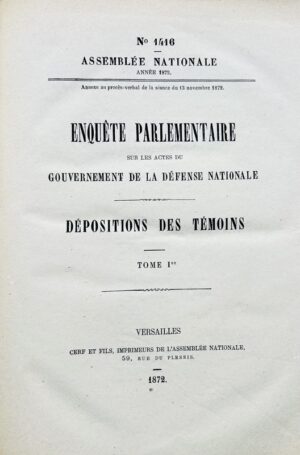 N° 1416
ASSEMBLÉE NATIONALE
ANNÉE 1872.
Annexe au procès-verbal de la séance du 13 novembre 1872.
ENQUÊTE PARLEMENTAIRE
SUR LES ACTES DU
GOUVERNEMENT DE LA DÉFENSE NATIONALE
DÉPOSITIONS DES TÉMOINS
TOME Ier
VERSAILLES
CERF ET FILS, IMPRIMEURS DE L'ASSEMBLÉE NATIONALE,
59, RUE DU PLESSIS.
1872.